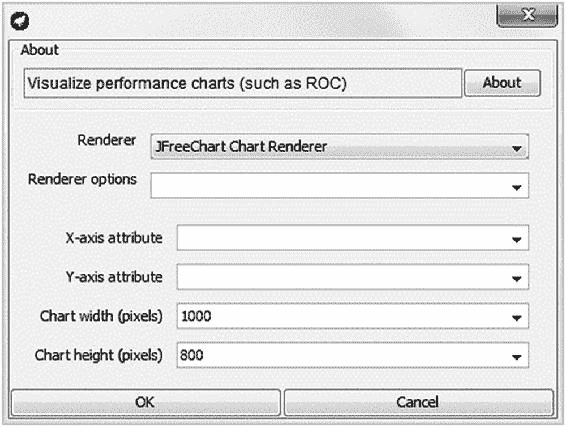 About
Visualize performance charts (such as ROC) About
Renderer JFreeChart Chart Renderer
Renderer options
X-axis attribute
Y-axis attribute
Chart width (pixels) 1000
Chart height (pixels) 800
OK Cancel